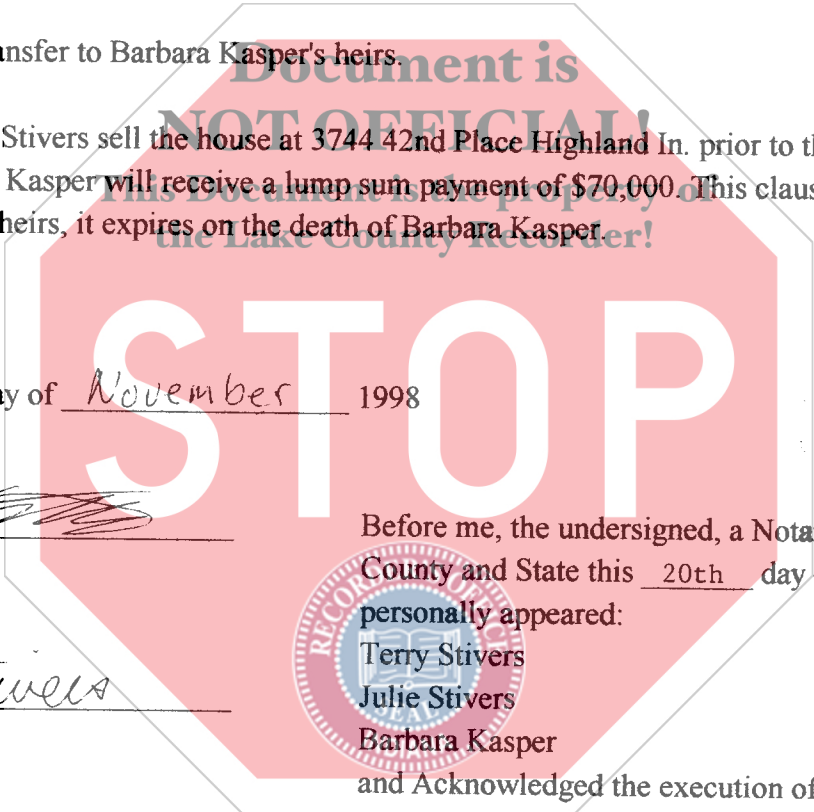 ansfer to Barbara Kasper's heirs.
Document is
NOT OFFICIAL!
Stivers sell the house at 3744 42nd Place Highland In. prior to th
This Document is the property of
Kasper will receive a lump sum payment of $70,000. This claus
the Lake County Recorder!
heirs, it expires on the death of Barbara Kasper.
STOP
ay of November 1998
Before me, the undersigned, a Nota
County and State this 20th day
personally appeared:
Terry Stivers
Julie Stivers
Barbara Kasper
and Acknowledged the execution of
RECORDER OFFICE
SEAL